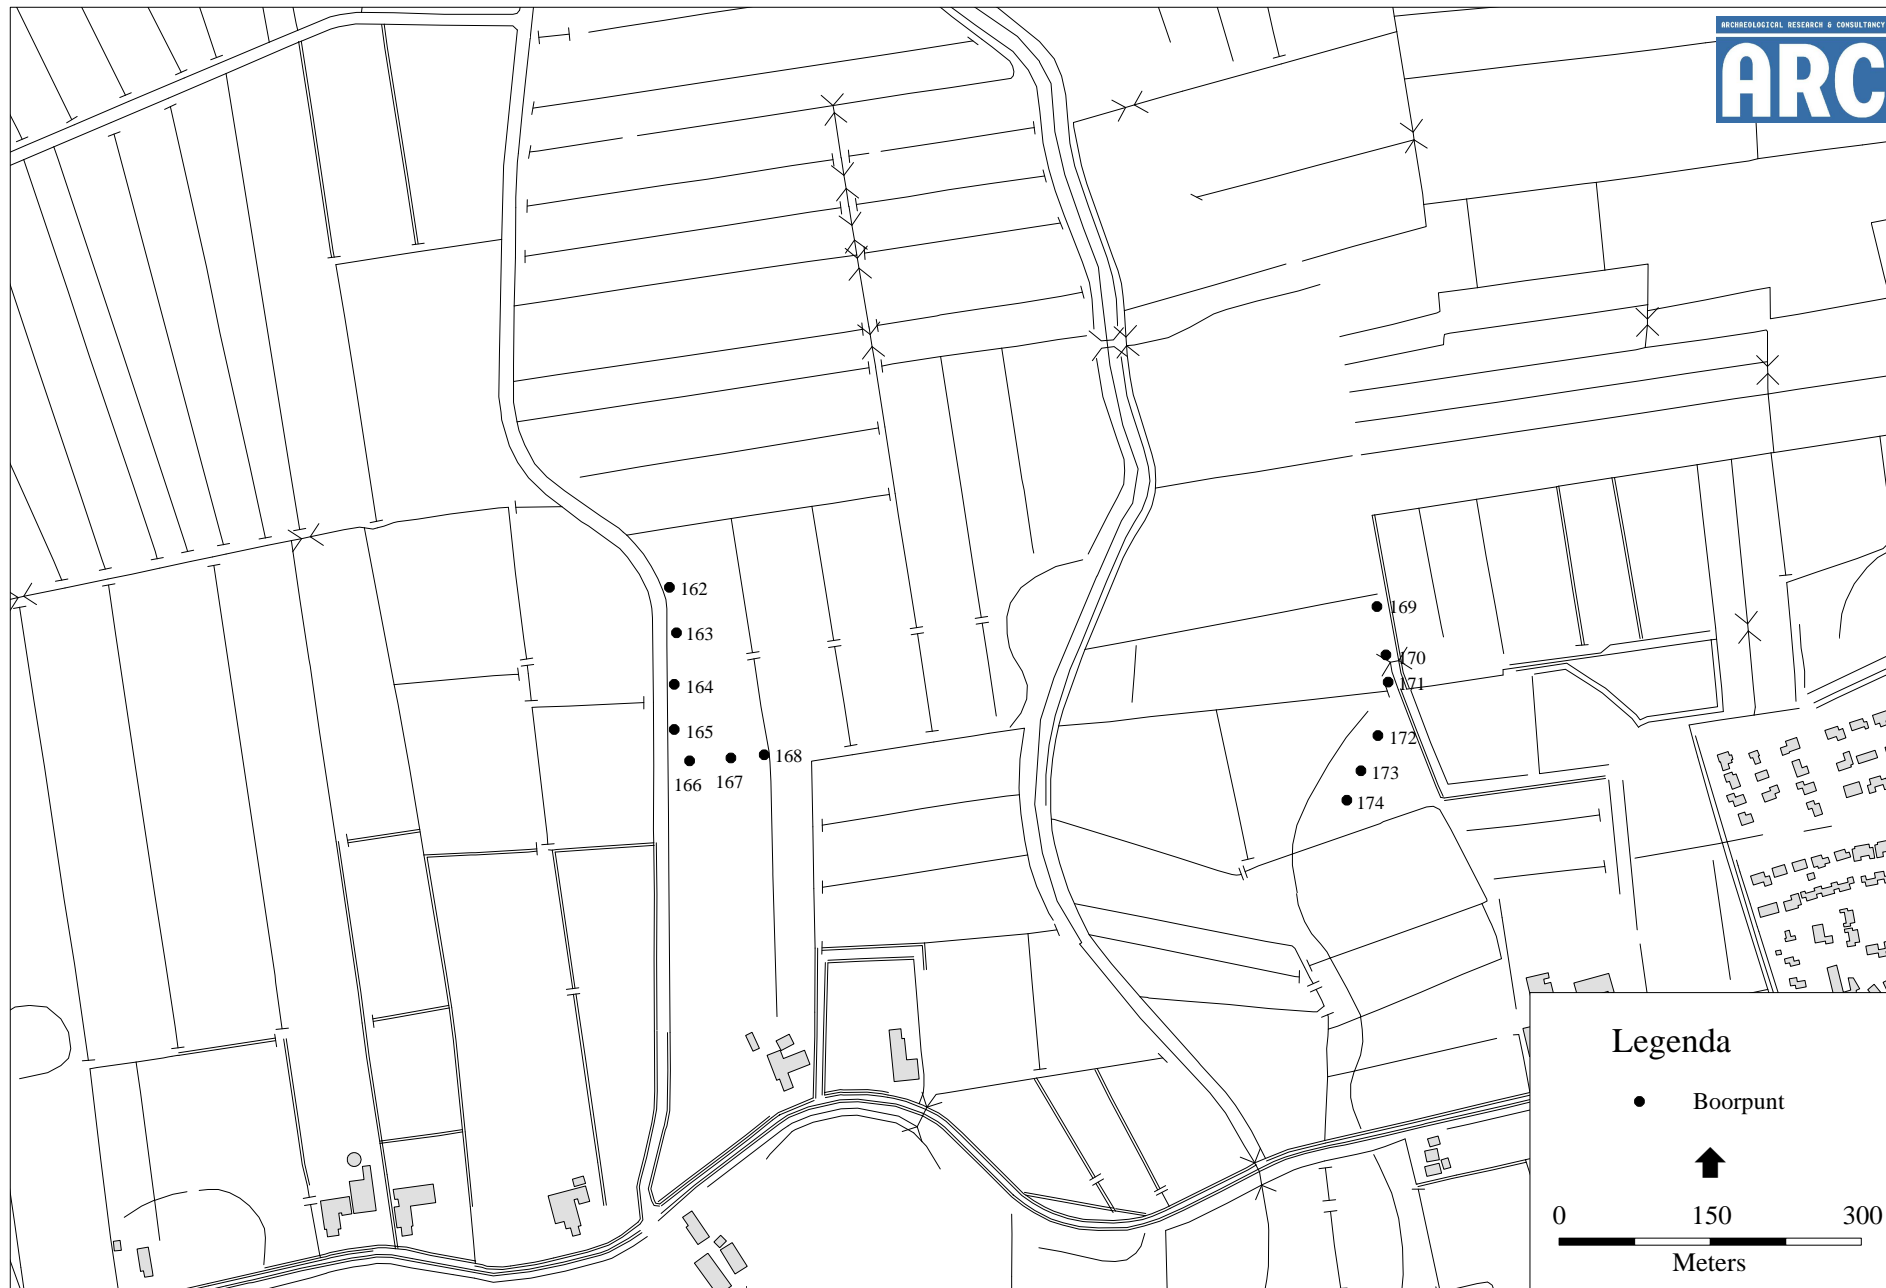 ARCHAEOLOGICAL RESEARCH & CONSULTANCY
ARC
162
163
164
165
166
167
168
169
170
171
172
173
174
Legenda
Boorpunt
0 150 300
Meters